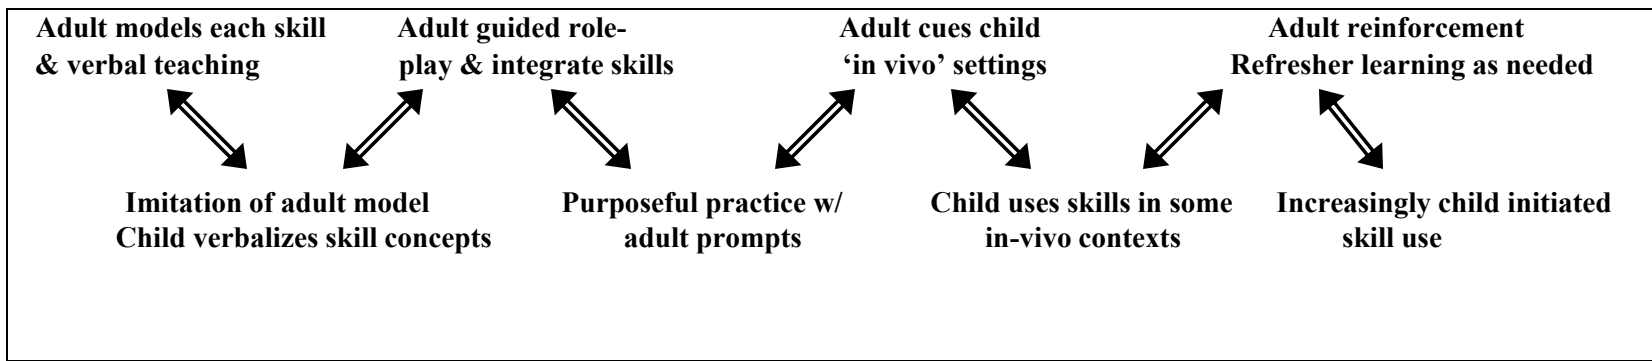 Adult models each skill
& verbal teaching
Adult guided role-
play & integrate skills
Adult cues child
‘in vivo’ settings
Adult reinforcement
Refresher learning as needed
Imitation of adult model
Child verbalizes skill concepts
Purposeful practice w/
adult prompts
Child uses skills in some
in-vivo contexts
Increasingly child initiated
skill use